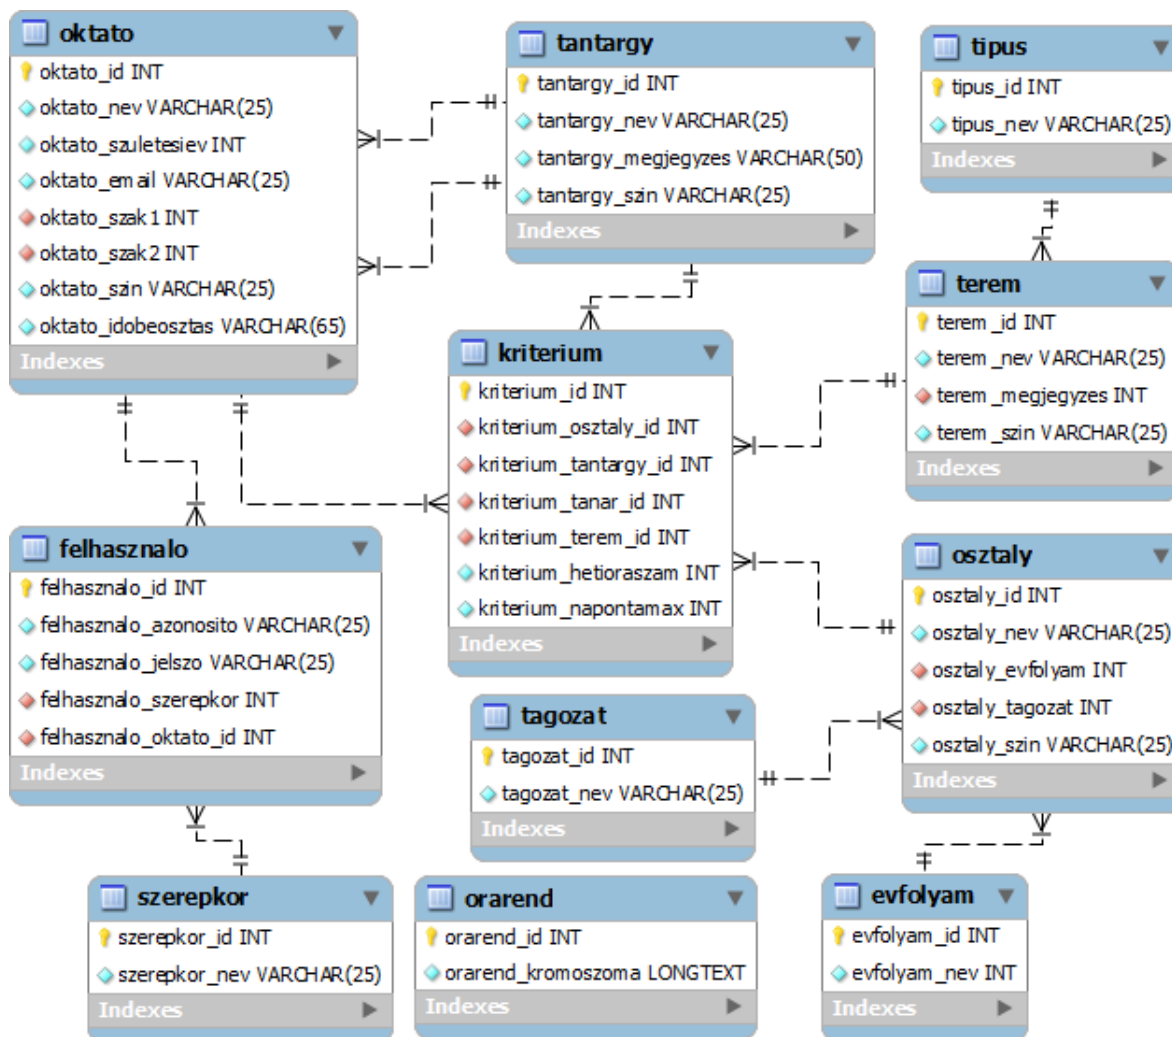 oktato
oktato_id INT
oktato_nev VARCHAR(25)
oktato_szuletesiev INT
oktato_email VARCHAR(25)
oktato_szak1 INT
oktato_szak2 INT
oktato_szin VARCHAR(25)
oktato_idobeosztas VARCHAR(65)
Indexes
tantargy
tantargy_id INT
tantargy_nev VARCHAR(25)
tantargy_megjegyzes VARCHAR(50)
tantargy_szin VARCHAR(25)
Indexes
tipus
tipus_id INT
tipus_nev VARCHAR(25)
Indexes
terem
terem_id INT
terem_nev VARCHAR(25)
terem_megjegyzes INT
terem_szin VARCHAR(25)
Indexes
kriterium
kriterium_id INT
kriterium_osztaly_id INT
kriterium_tantargy_id INT
kriterium_tanar_id INT
kriterium_terem_id INT
kriterium_hetioraszam INT
kriterium_napontamax INT
Indexes
felhasznalo
felhasznalo_id INT
felhasznalo_azonosito VARCHAR(25)
felhasznalo_jelszo VARCHAR(25)
felhasznalo_szerepkor INT
felhasznalo_oktato_id INT
Indexes
osztaly
osztaly_id INT
osztaly_nev VARCHAR(25)
osztaly_evfolyam INT
osztaly_tagozat INT
osztaly_szin VARCHAR(25)
Indexes
tagozat
tagozat_id INT
tagozat_nev VARCHAR(25)
Indexes
szerepkor
szerepkor_id INT
szerepkor_nev VARCHAR(25)
Indexes
orarend
orarend_id INT
orarend_kromoszoma LONGTEXT
Indexes
evfolyam
evfolyam_id INT
evfolyam_nev INT
Indexes